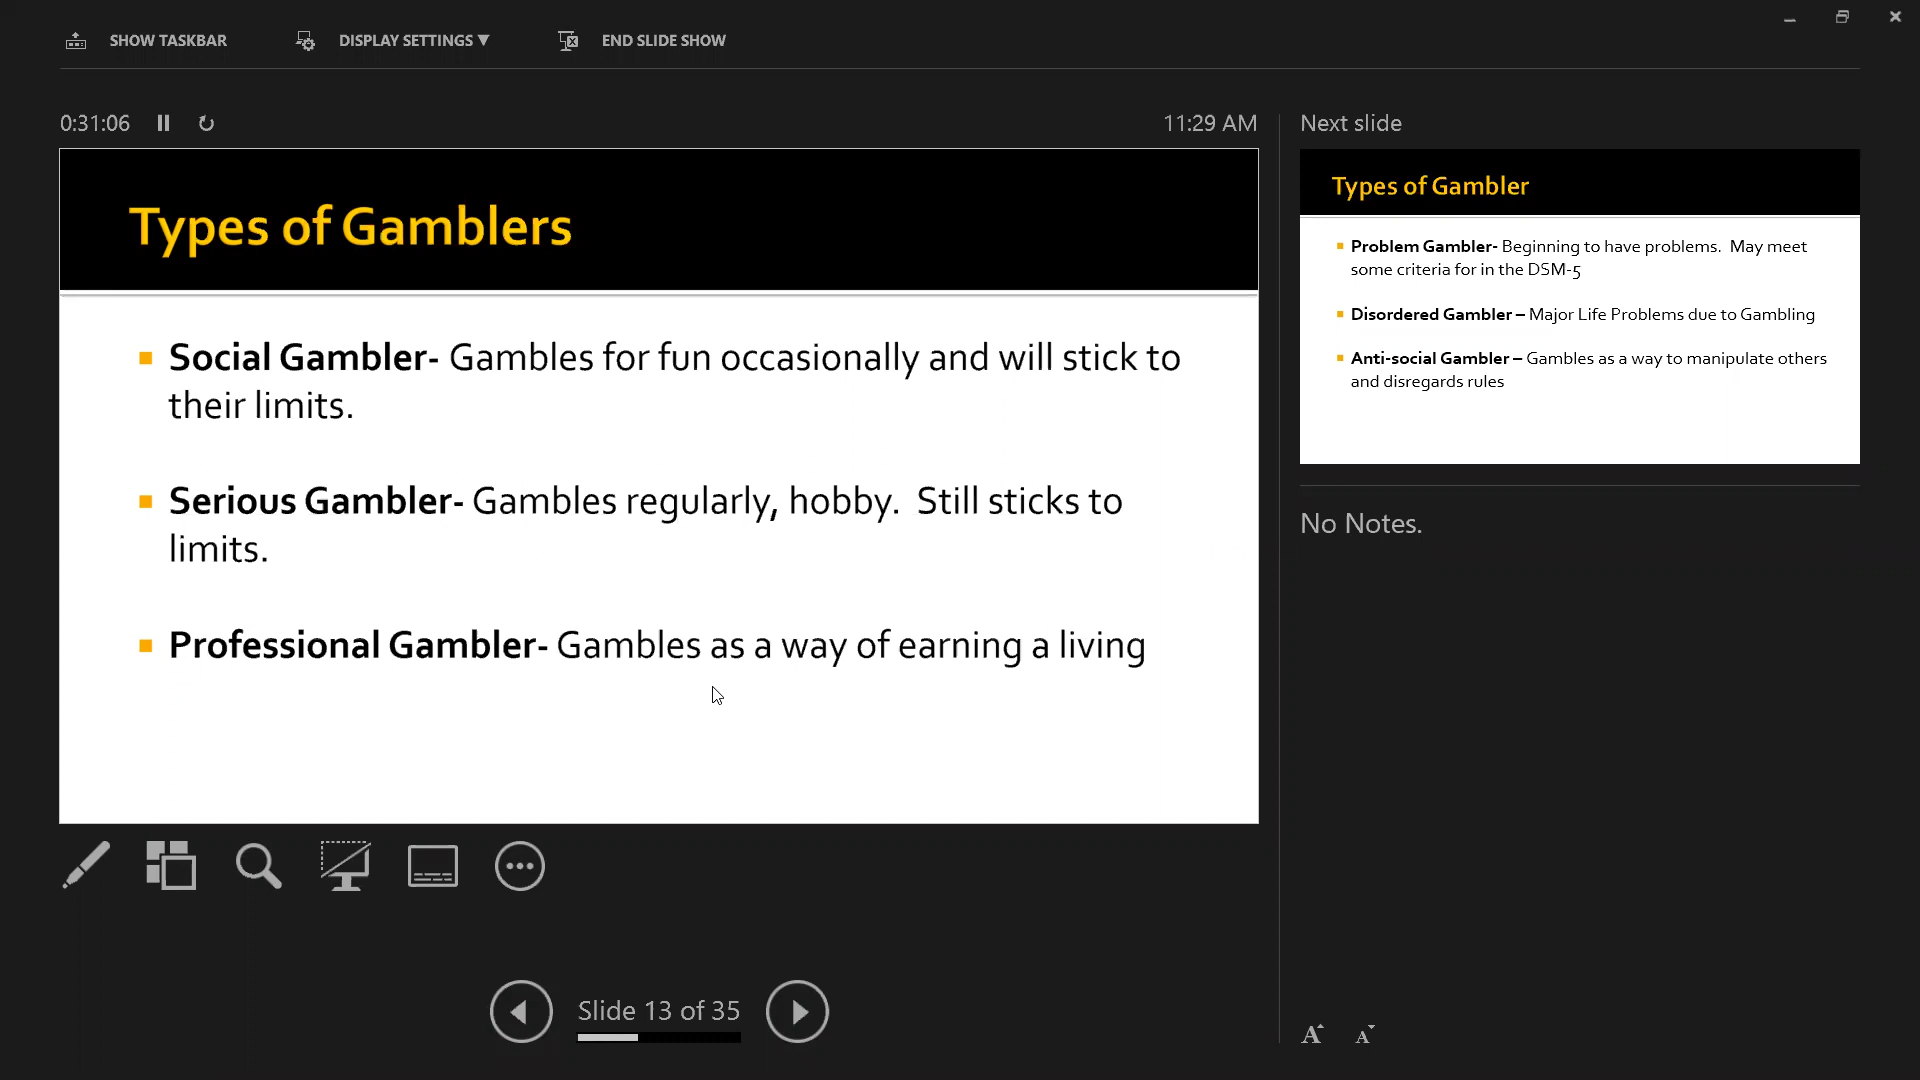 SHOW TASKBAR
DISPLAY SETTINGS ▼
END SLIDE SHOW
0:31:06
11:29 AM
Types of Gamblers
Social Gambler- Gambles for fun occasionally and will stick to
their limits.
Serious Gambler- Gambles regularly, hobby.  Still sticks to
limits.
Professional Gambler- Gambles as a way of earning a living
Slide 13 of 35
Next slide
Types of Gambler
Problem Gambler- Beginning to have problems.  May meet
some criteria for in the DSM-5
Disordered Gambler – Major Life Problems due to Gambling
Anti-social Gambler – Gambles as a way to manipulate others
and disregards rules
No Notes.
A A